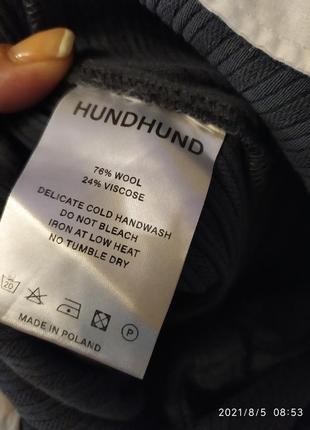 HUNDHUND
76% WOOL
24% VISCOSE
DELICATE COLD HANDWASH
DO NOT BLEACH
IRON AT LOW HEAT
NO TUMBLE DRY
20 P
MADE IN POLAND
2021/8/5 08:53